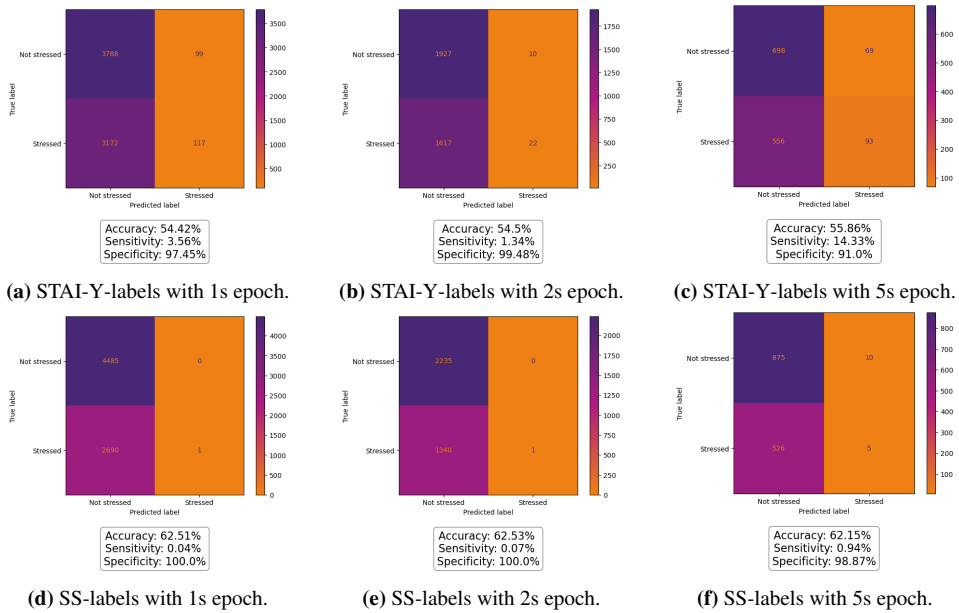 Not stressed
Stressed
True label
3788
99
3172
117
3500
3000
2500
2000
1500
1000
500
Not stressed
Stressed
Predicted label
Accuracy: 54.42%
Sensitivity: 3.56%
Specificity: 97.45%
(a) STAI-Y-labels with 1s epoch.
Not stressed
Stressed
True label
1927
10
1617
22
1750
1500
1250
1000
750
500
250
Not stressed
Stressed
Predicted label
Accuracy: 54.5%
Sensitivity: 1.34%
Specificity: 99.48%
(b) STAI-Y-labels with 2s epoch.
Not stressed
Stressed
True label
698
69
556
93
600
500
400
300
200
100
Not stressed
Stressed
Predicted label
Accuracy: 55.86%
Sensitivity: 14.33%
Specificity: 91.0%
(c) STAI-Y-labels with 5s epoch.
Not stressed
Stressed
True label
4485
0
2690
1
4000
3500
3000
2500
2000
1500
1000
500
0
Not stressed
Stressed
Predicted label
Accuracy: 62.51%
Sensitivity: 0.04%
Specificity: 100.0%
(d) SS-labels with 1s epoch.
Not stressed
Stressed
True label
2235
0
1340
1
2000
1750
1500
1250
1000
750
500
250
0
Not stressed
Stressed
Predicted label
Accuracy: 62.53%
Sensitivity: 0.07%
Specificity: 100.0%
(e) SS-labels with 2s epoch.
Not stressed
Stressed
True label
875
10
526
5
800
700
600
500
400
300
200
100
Not stressed
Stressed
Predicted label
Accuracy: 62.15%
Sensitivity: 0.94%
Specificity: 98.87%
(f) SS-labels with 5s epoch.